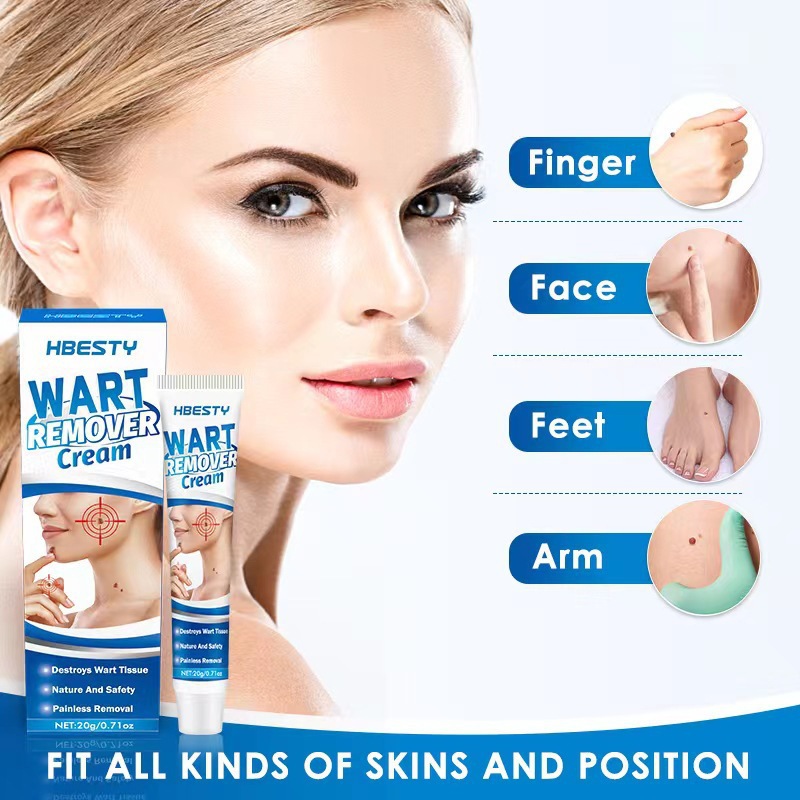 Finger
Face
Feet
Arm
HBESTY
WART
REMOVER
Cream
Destroys Wart Tissue
Nature And Safety
Painless Removal
NET:20g/0.71oz
HBESTY
WART
REMOVER
Cream
Destroys Wart Tissue
Nature And Safety
Painless Removal
NET:20g/0.71oz
FIT ALL KINDS OF SKINS AND POSITION